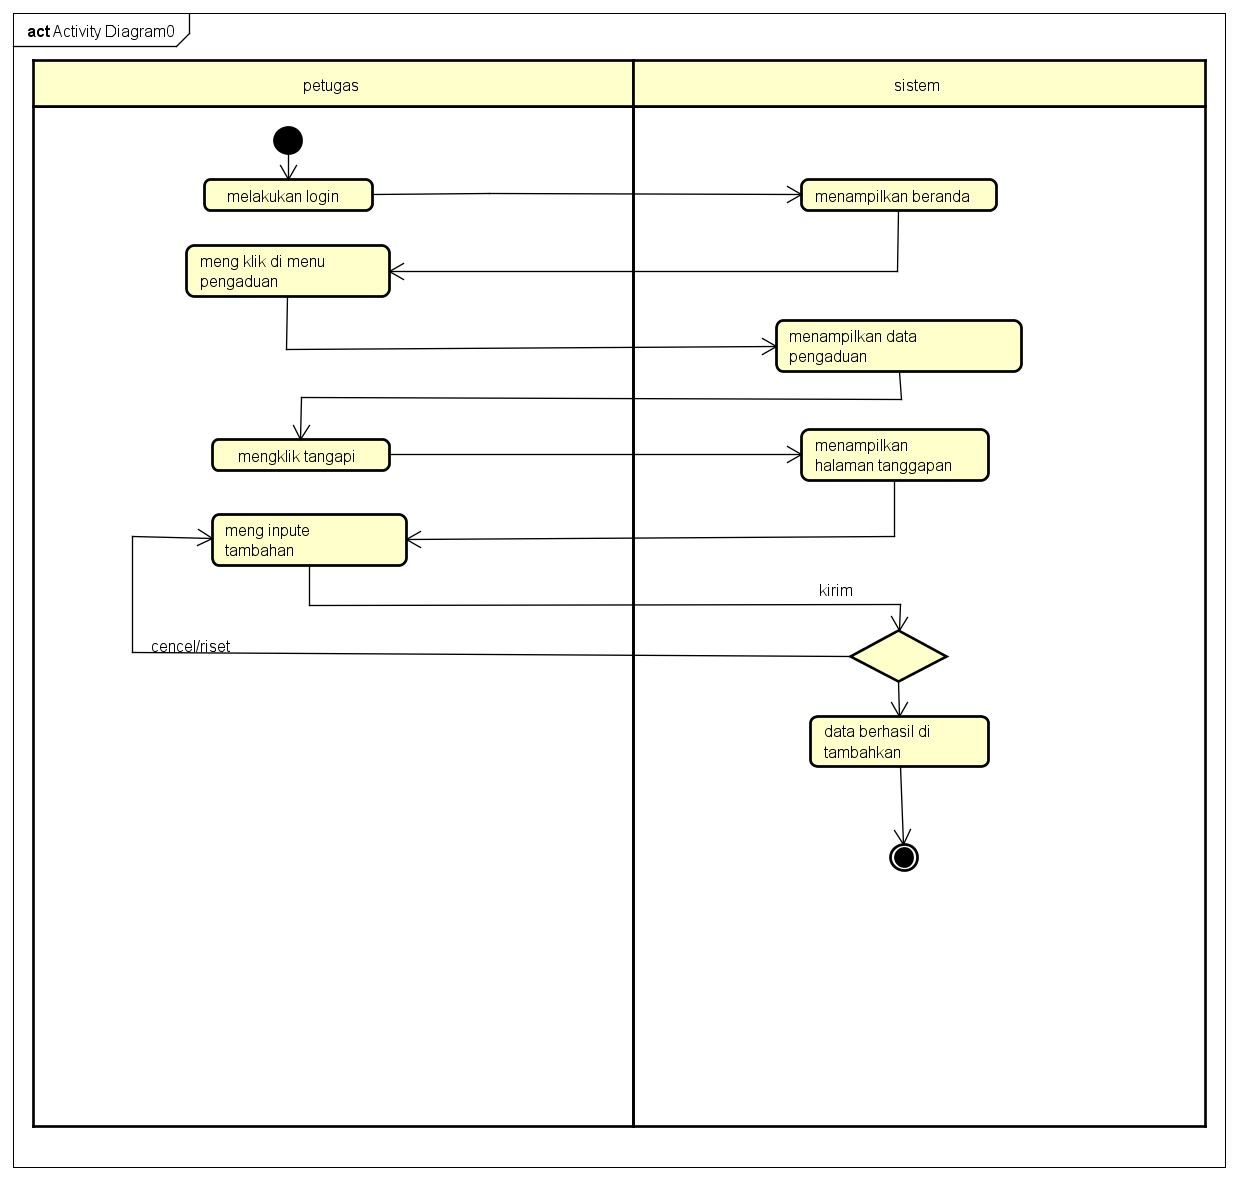 act Activity Diagram0
petugas
sistem
melakukan login
menampilkan beranda
meng klik di menu
pengaduan
menampilkan data
pengaduan
mengklik tangapi
menampilkan
halaman tanggapan
meng inpute
tambahan
kirim
cencel/riset
data berhasil di
tambahkan